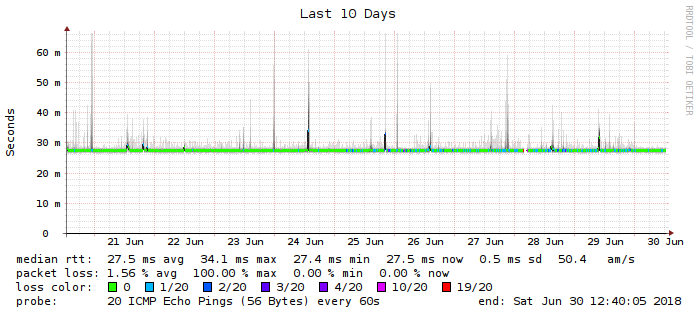 Last 10 Days
RRDTOOL / TOBI OETIKER
Seconds
60 m
50 m
40 m
30 m
20 m
10 m
0
21 Jun 22 Jun 23 Jun 24 Jun 25 Jun 26 Jun 27 Jun 28 Jun 29 Jun 30 Jun
median rtt: 27.5 ms avg 34.1 ms max 27.4 ms min 27.5 ms now 0.5 ms sd 50.4 am/s
packet loss: 1.56 % avg 100.00 % max 0.00 % min 0.00 % now
loss color: 0 1/20 2/20 3/20 4/20 10/20 19/20
probe: 20 ICMP Echo Pings (56 Bytes) every 60s end: Sat Jun 30 12:40:05 2018